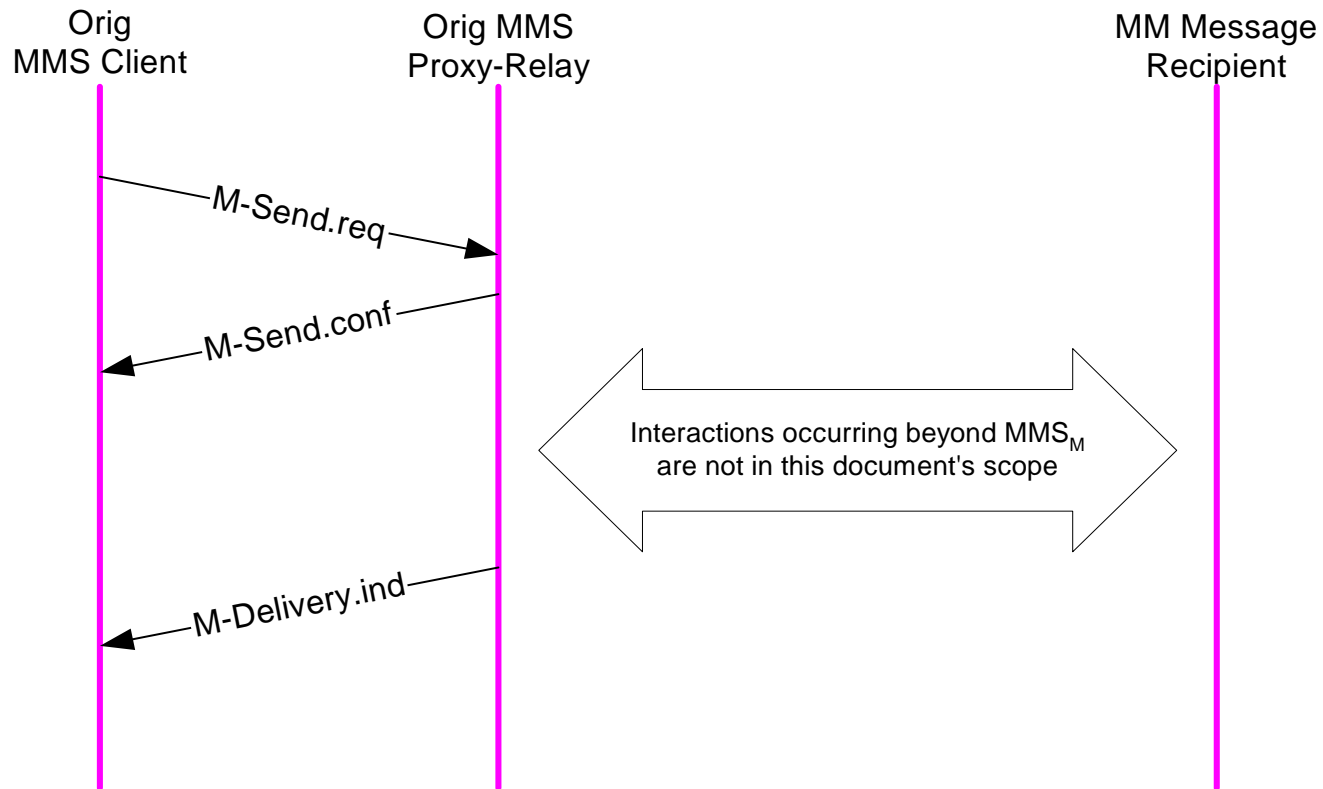 Orig
MMS Client
Orig MMS
Proxy-Relay
MM Message
Recipient
M-Send.req
M-Send.conf
Interactions occurring beyond MMSM
are not in this document's scope
M-Delivery.ind